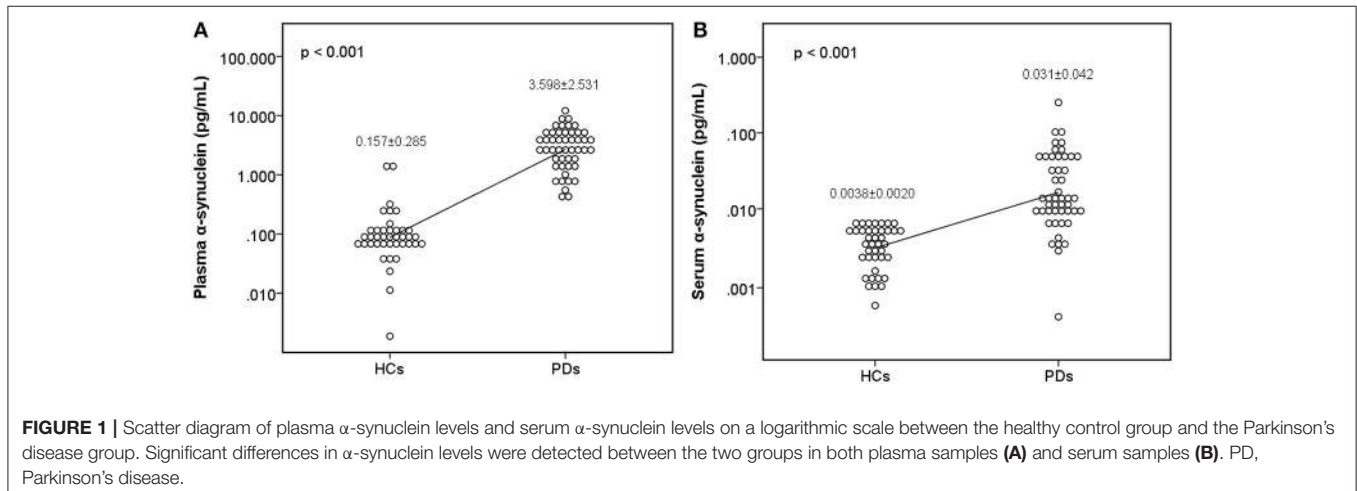 A
p < 0.001
Plasma α-synuclein (pg/mL)
100.000
10.000
1.000
.100
.010
0.157±0.285
3.598±2.531
HCs
PDs
B
p < 0.001
Serum α-synuclein (pg/mL)
1.000
.100
.010
.001
0.0038±0.0020
0.031±0.042
HCs
PDs
FIGURE 1 | Scatter diagram of plasma α-synuclein levels and serum α-synuclein levels on a logarithmic scale between the healthy control group and the Parkinson's
disease group. Significant differences in α-synuclein levels were detected between the two groups in both plasma samples (A) and serum samples (B). PD,
Parkinson's disease.